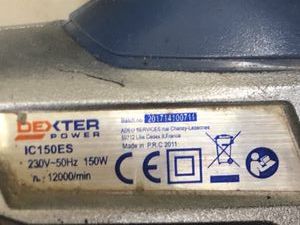 DEXTER
POWER
IC150ES
230V~50Hz 150W
n₀: 12000/min
Batch n°: 201714100711
ADEO SERVICES rue Chanzy-Lezennes
59712 Lille Cedex 9 France
Made in P.R.C 2011
CE